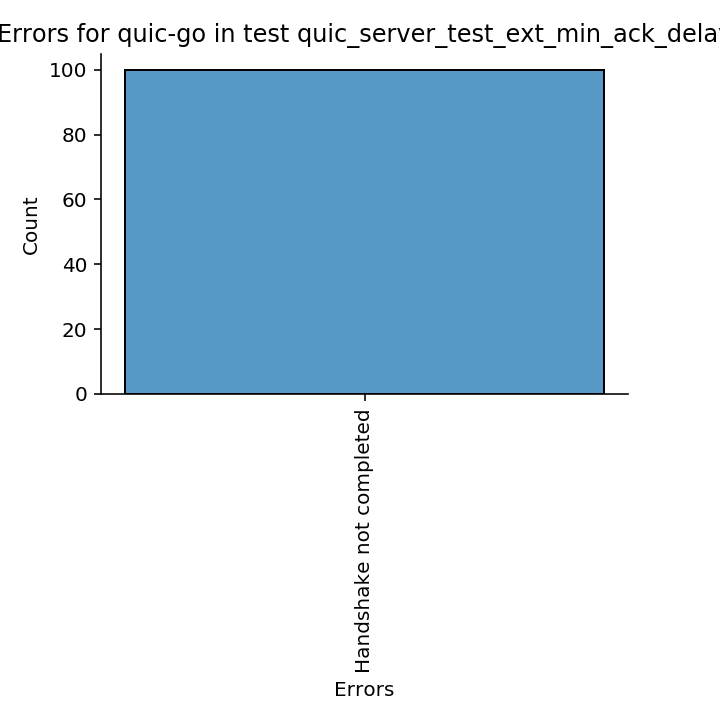 Errors for quic-go in test quic_server_test_ext_min_ack_dela
100
80
60
40
20
0
Count
Handshake not completed
Errors